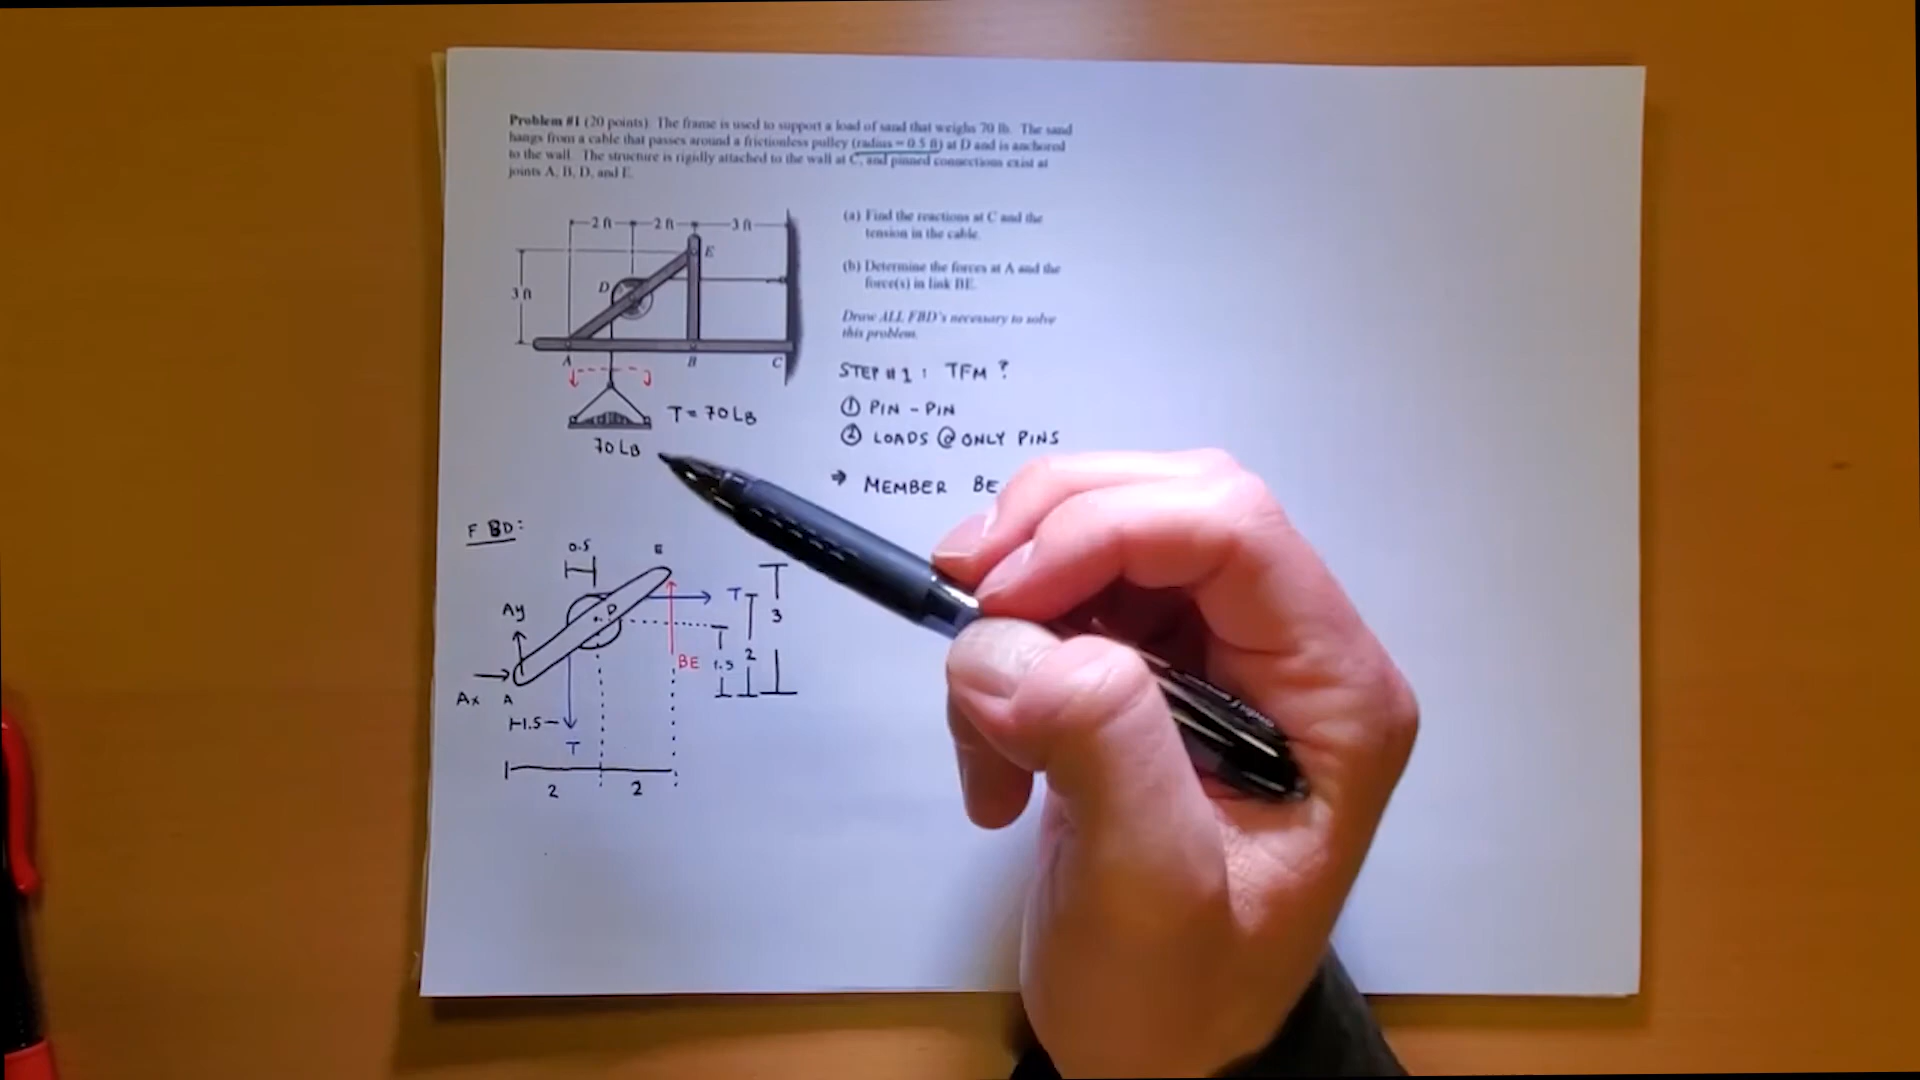 Problem #1 (20 points). The frame is used to support a load of sand that weighs 70 lb. The sand
hangs from a cable that passes around a frictionless pulley (radius = 0.5 ft) at D and is anchored
to the wall. The structure is rigidly attached to the wall at C, and pinned connections exist at
joints A, B, D, and E.
2 ft 2 ft 3 ft
E
D
3 ft
A B C
70 LB
T = 70 LB
(a) Find the reactions at C and the
tension in the cable.
(b) Determine the forces at A and the
force(s) in link BE.
Draw ALL FBD's necessary to solve
this problem.
STEP #1: TFM?
① PIN - PIN
② LOADS @ ONLY PINS
⇒ MEMBER BE
FBD:
0.5
E
T
D
Ay
3
BE 1.5 2
Ax A
1.5
T
2 2